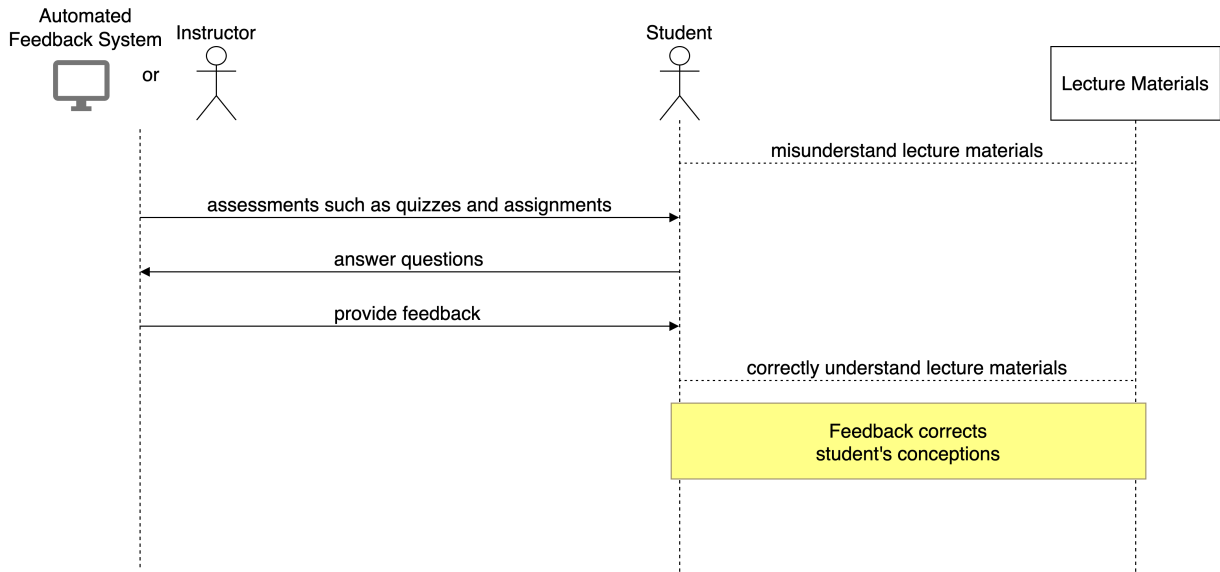 Automated
Feedback System
or
Instructor
Student
Lecture Materials
misunderstand lecture materials
assessments such as quizzes and assignments
answer questions
provide feedback
correctly understand lecture materials
Feedback corrects
student's conceptions